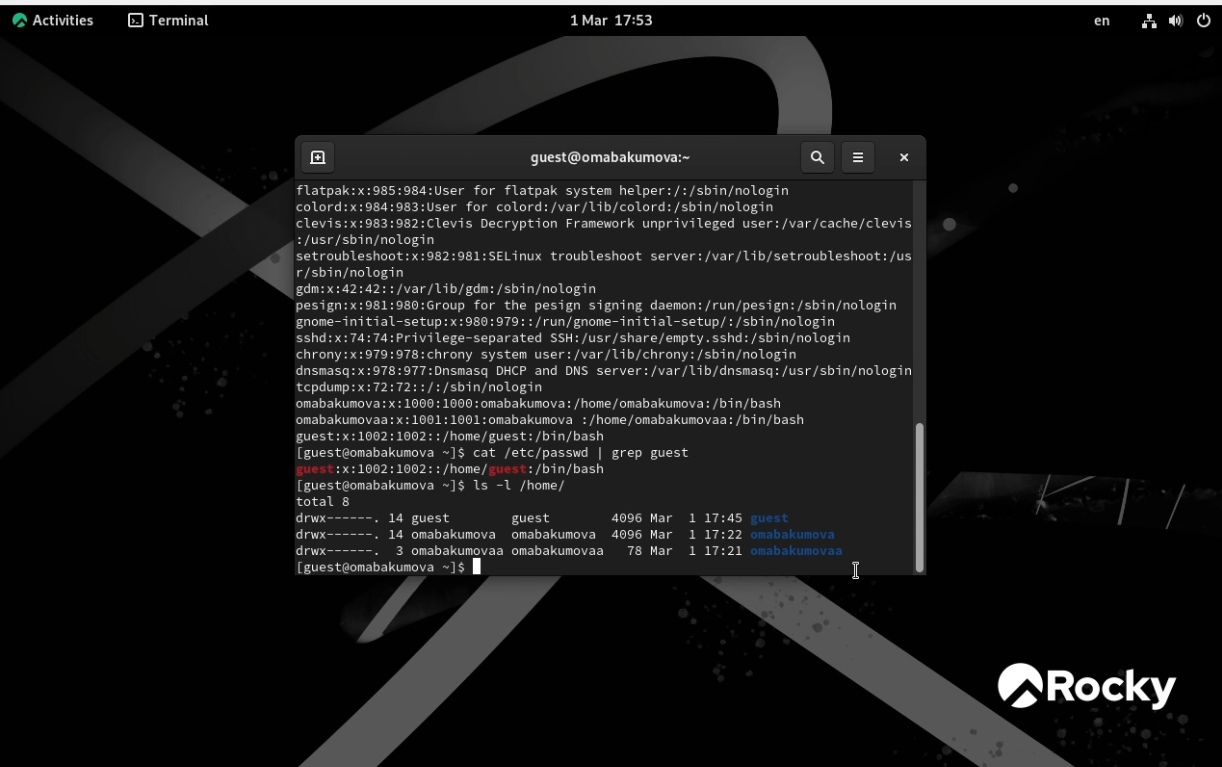 Activities Terminal 1 Mar 17:53 en
guest@omabakumova:~
flatpak:x:985:984:User for flatpak system helper:/:/sbin/nologin
colord:x:984:983:User for colord:/var/lib/colord:/sbin/nologin
clevis:x:983:982:Clevis Decryption Framework unprivileged user:/var/cache/clevis
:/usr/sbin/nologin
setroubleshoot:x:982:981:SELinux troubleshoot server:/var/lib/setroubleshoot:/us
r/sbin/nologin
gdm:x:42:42::/var/lib/gdm:/sbin/nologin
pesign:x:981:980:Group for the pesign signing daemon:/run/pesign:/sbin/nologin
gnome-initial-setup:x:980:979::/run/gnome-initial-setup/:/sbin/nologin
sshd:x:74:74:Privilege-separated SSH:/usr/share/empty.sshd:/sbin/nologin
chrony:x:979:978:chrony system user:/var/lib/chrony:/sbin/nologin
dnsmasq:x:978:977:Dnsmasq DHCP and DNS server:/var/lib/dnsmasq:/usr/sbin/nologin
tcpdump:x:72:72::/:/sbin/nologin
omabakumova:x:1000:1000:omabakumova:/home/omabakumova:/bin/bash
omabakumovaa:x:1001:1001:omabakumova :/home/omabakumovaa:/bin/bash
guest:x:1002:1002::/home/guest:/bin/bash
[guest@omabakumova ~]$ cat /etc/passwd | grep guest
guest:x:1002:1002::/home/guest:/bin/bash
[guest@omabakumova ~]$ ls -l /home/
total 8
drwx------. 14 guest        guest        4096 Mar  1 17:45 guest
drwx------. 14 omabakumova  omabakumova  4096 Mar  1 17:22 omabakumova
drwx------.  3 omabakumovaa omabakumovaa   78 Mar  1 17:21 omabakumovaa
[guest@omabakumova ~]$
Rocky